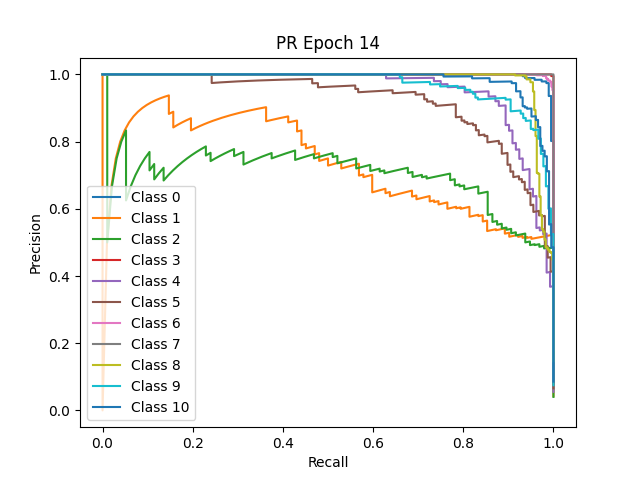 PR Epoch 14
Precision
1.0
0.8
0.6
0.4
0.2
0.0
Class 0
Class 1
Class 2
Class 3
Class 4
Class 5
Class 6
Class 7
Class 8
Class 9
Class 10
0.0 0.2 0.4 0.6 0.8 1.0
Recall